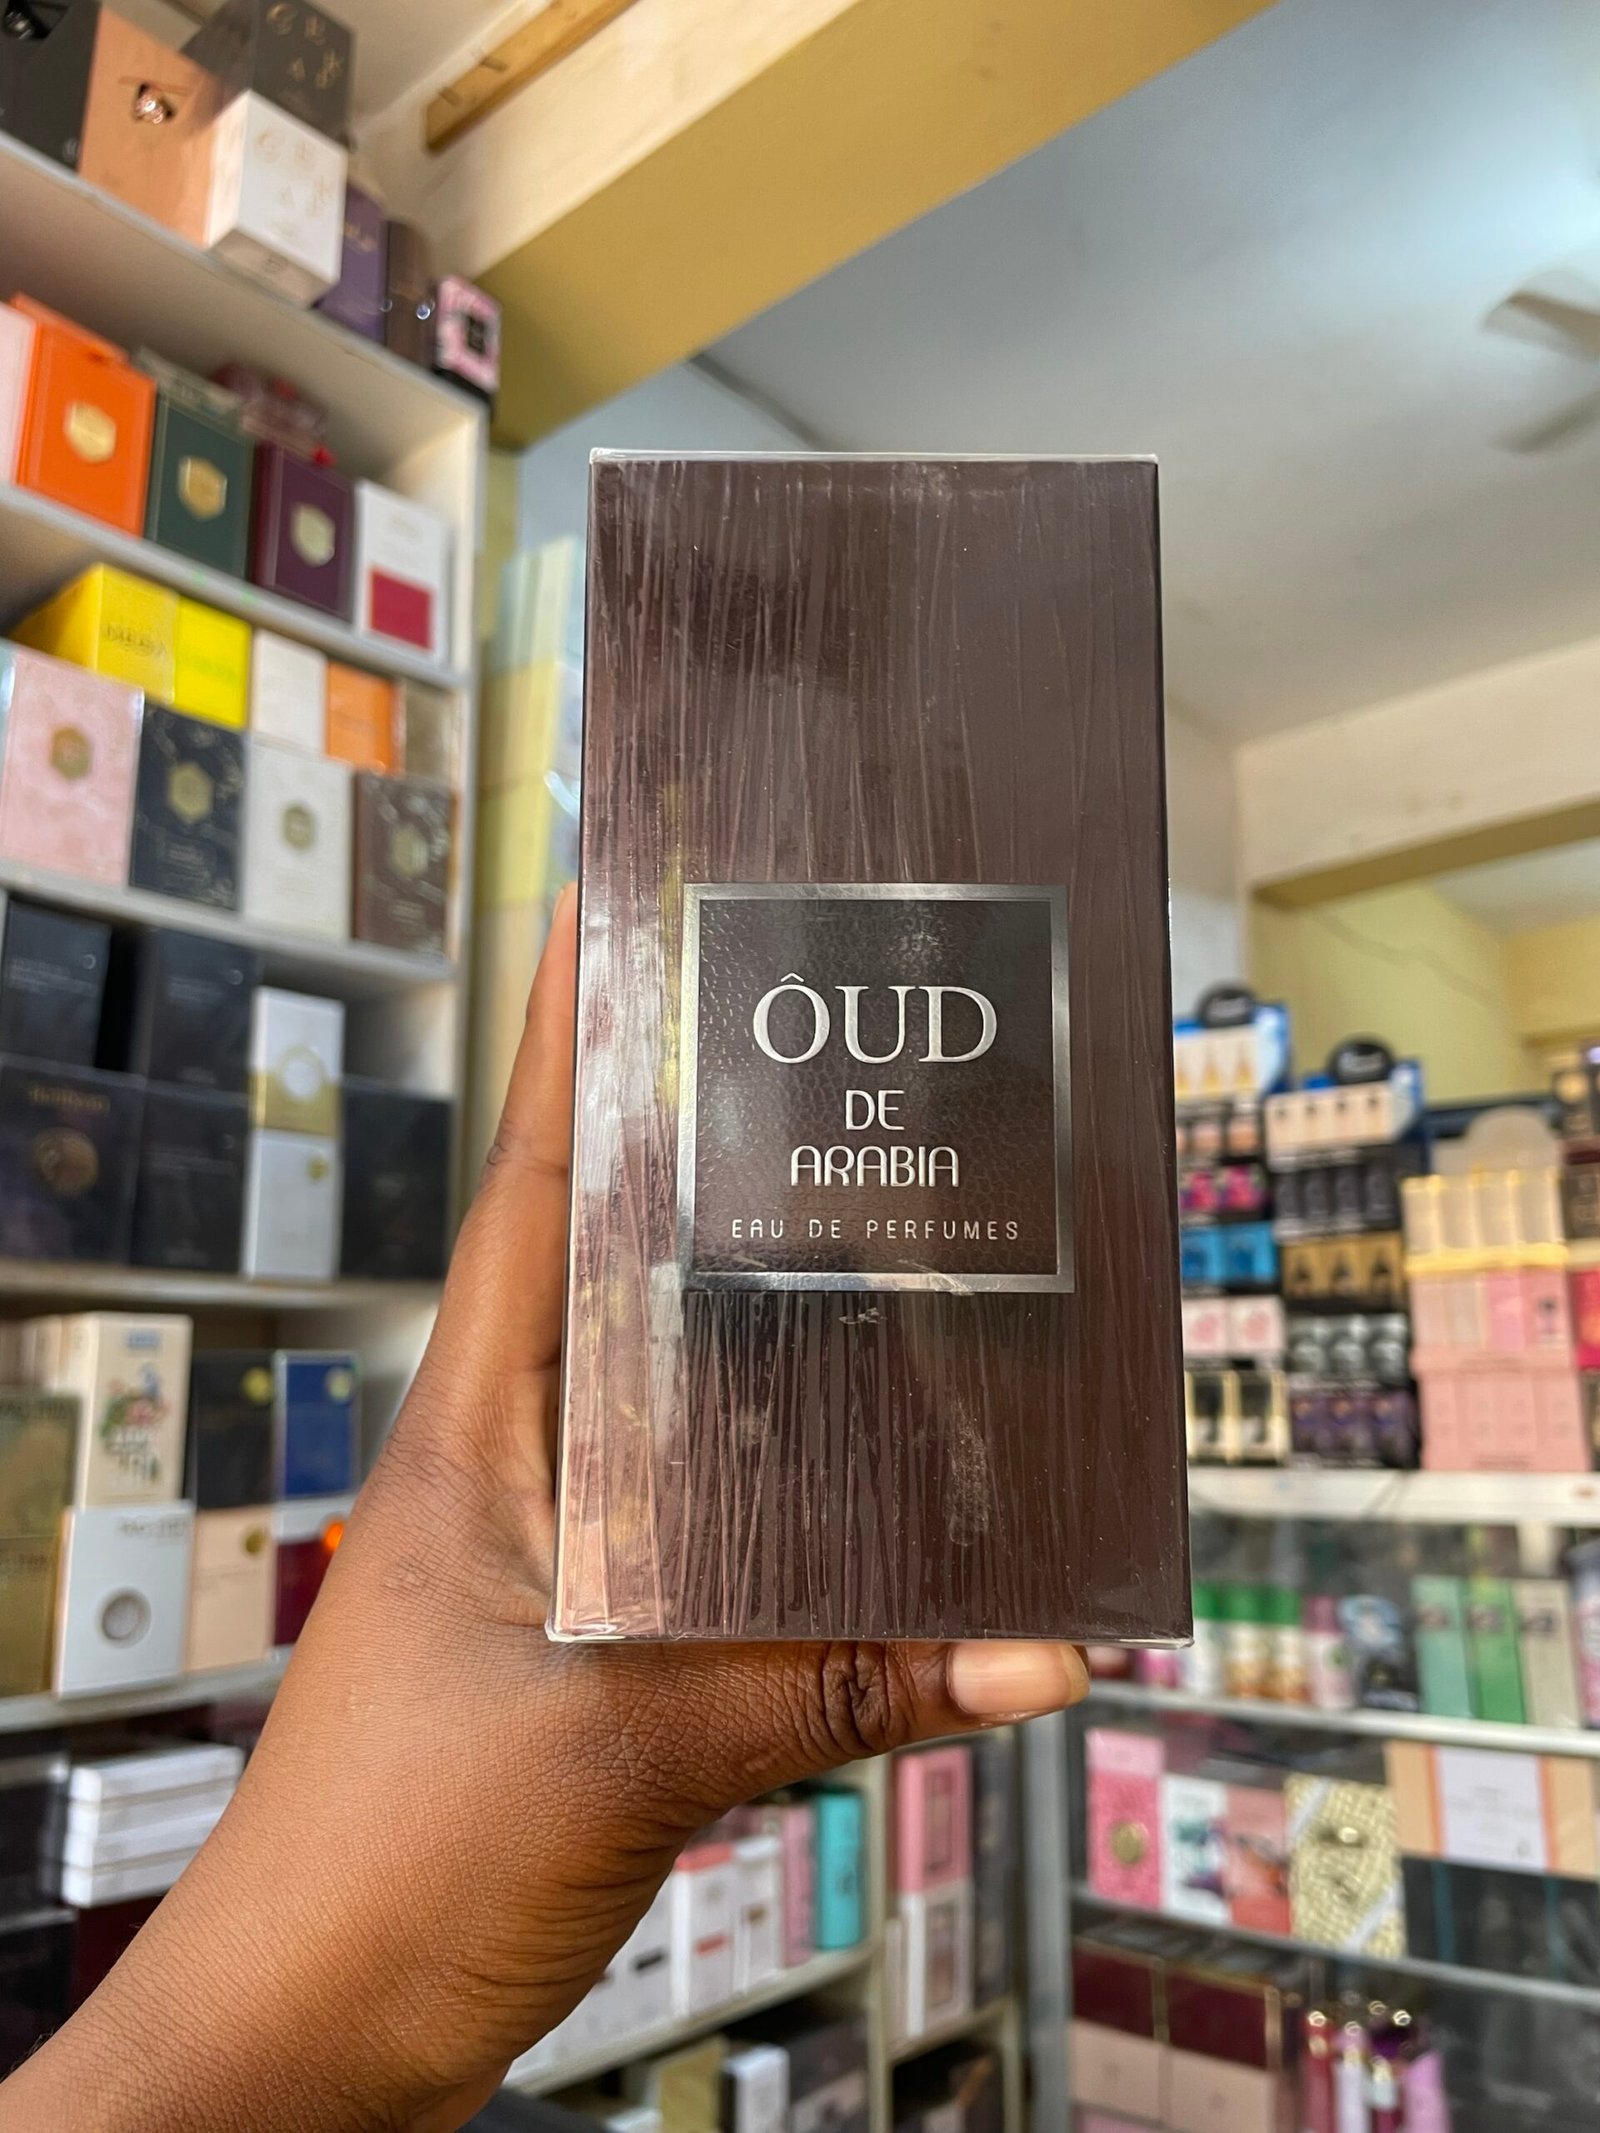 ÔUD
DE
ARABIA
EAU DE PERFUMES